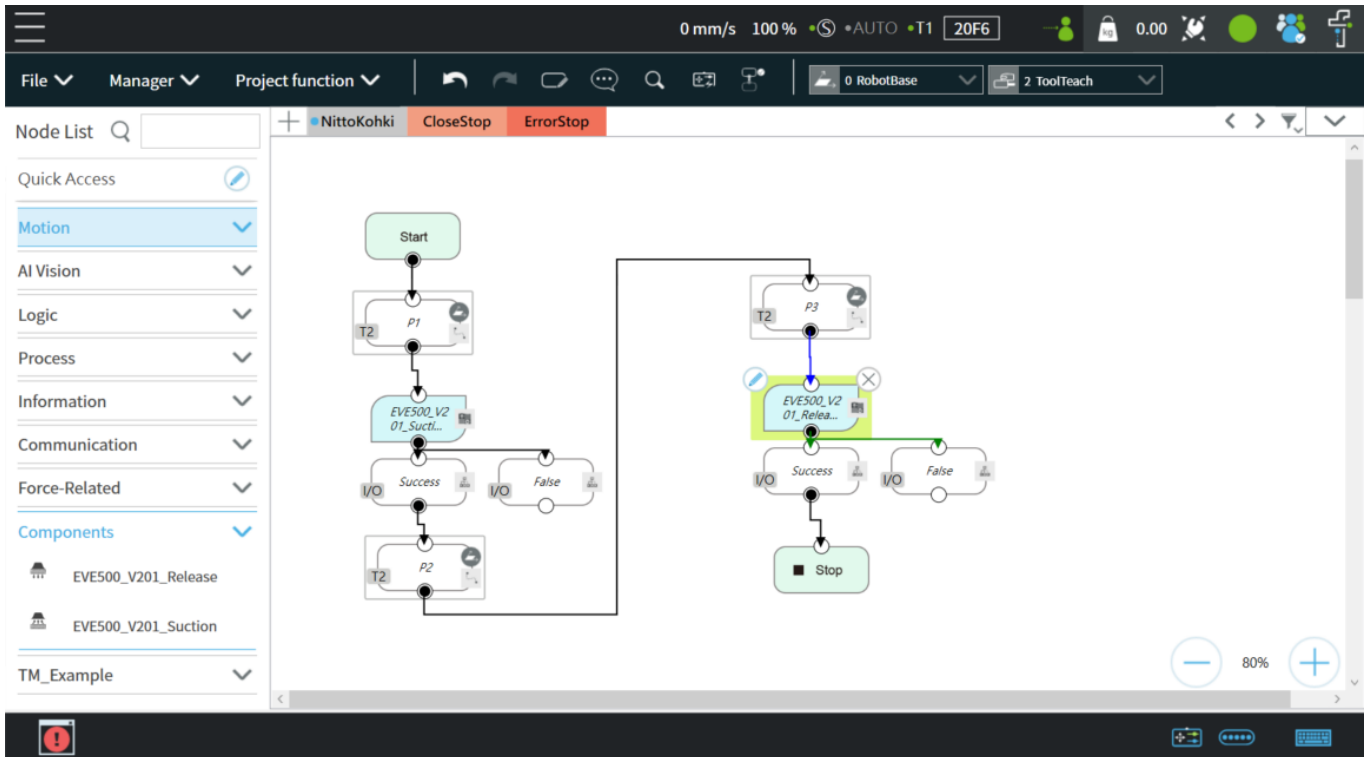 0 mm/s 100 % S AUTO T1 20F6 kg 0.00
File Manager Project function 0 RobotBase 2 ToolTeach
Node List
NittoKohki CloseStop ErrorStop
Quick Access
Motion
AI Vision
Logic
Process
Information
Communication
Force-Related
Components
EVE500_V201_Release
EVE500_V201_Suction
TM_Example
Start
P1
T2
EVE500_V2
01_Sucti...
Success
I/O
False
I/O
P2
T2
P3
T2
EVE500_V2
01_Relea...
Success
I/O
False
I/O
Stop
80%